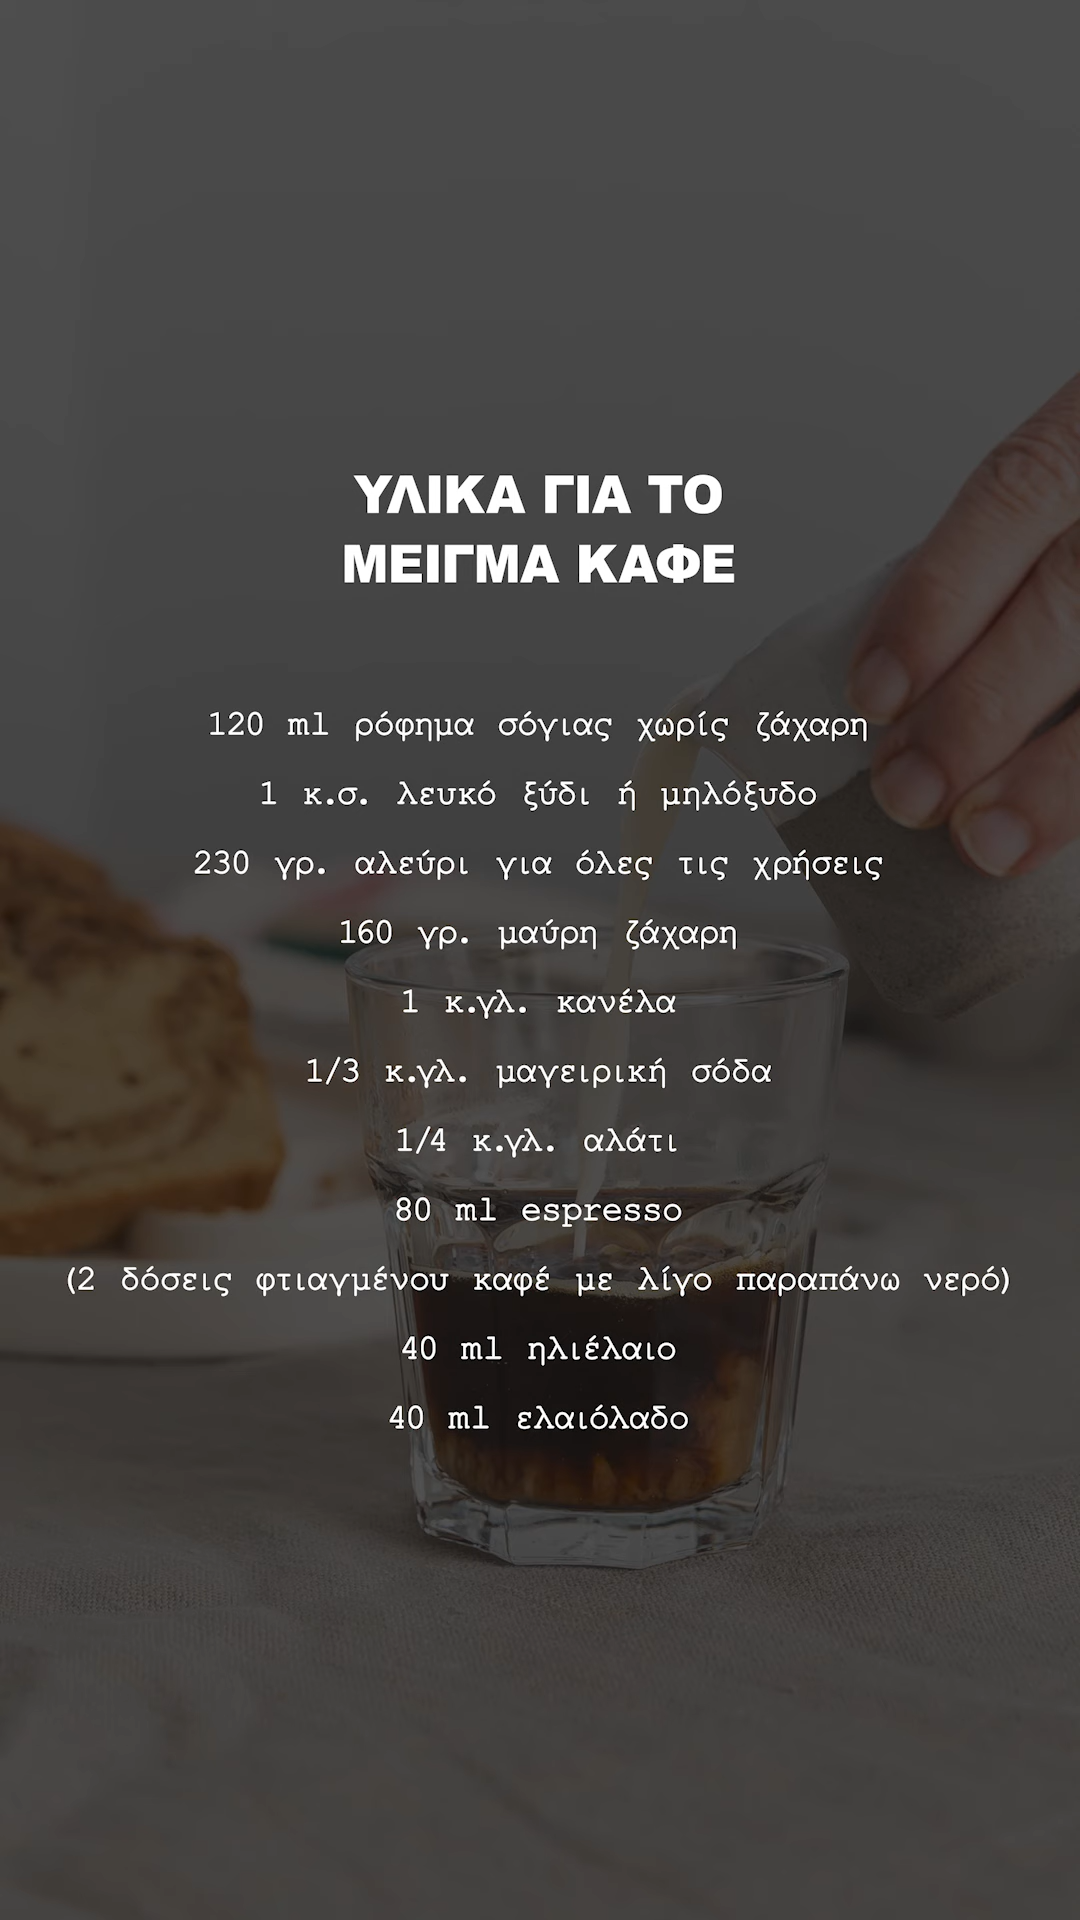 ΥΛΙΚΑ ΓΙΑ ΤΟ
ΜΕΙΓΜΑ ΚΑΦΕ
120 ml ρόφημα σόγιας χωρίς ζάχαρη
1 κ.σ. λευκό ξύδι ή μηλόξυδο
230 γρ. αλεύρι για όλες τις χρήσεις
160 γρ. μαύρη ζάχαρη
1 κ.γλ. κανέλα
1/3 κ.γλ. μαγειρική σόδα
1/4 κ.γλ. αλάτι
80 ml espresso
(2 δόσεις φτιαγμένου καφέ με λίγο παραπάνω νερό)
40 ml ηλιέλαιο
40 ml ελαιόλαδο